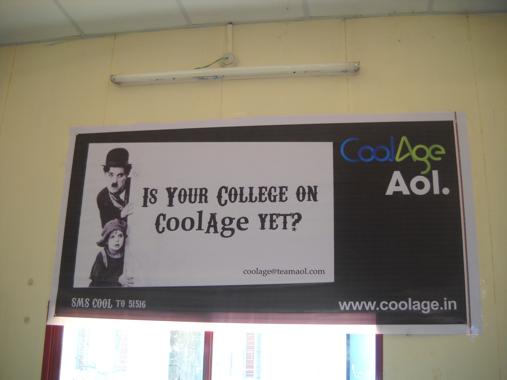 Is Your College on
CoolAge yet?
coolage@teamaol.com
CoolAge
Aol.
SMS COOL TO 51516
www.coolage.in